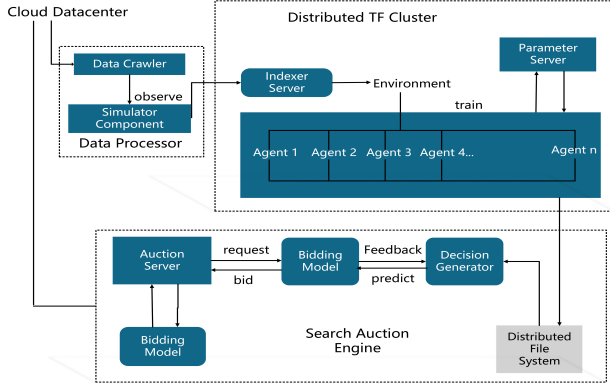 Cloud Datacenter
Distributed TF Cluster
Data Crawler
observe
Simulator
Component
Data Processor
Indexer
Server
Environment
Parameter
Server
train
Agent 1
Agent 2
Agent 3
Agent 4...
Agent n
Auction
Server
request
bid
Bidding
Model
Feedback
predict
Decision
Generator
Bidding
Model
Search Auction
Engine
Distributed
File
System